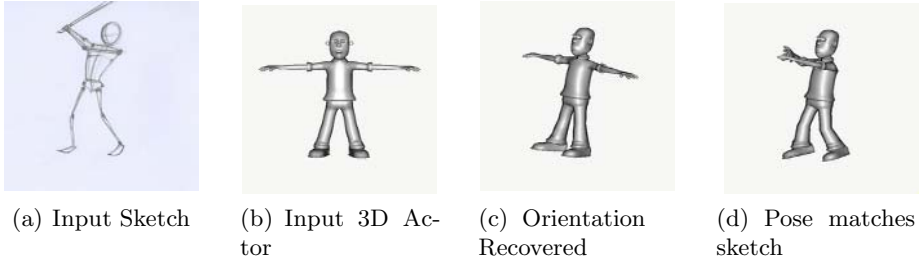 (a) Input Sketch
(b) Input 3D Ac-
tor
(c) Orientation
Recovered
(d) Pose matches
sketch